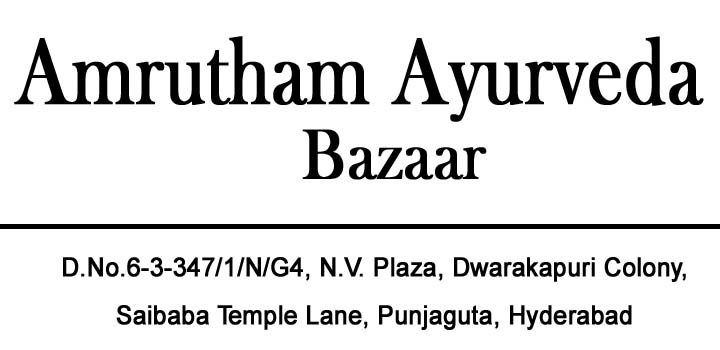 Amrutham Ayurveda
Bazaar
D.No.6-3-347/1/N/G4, N.V. Plaza, Dwarakapuri Colony,
Saibaba Temple Lane, Punjaguta, Hyderabad